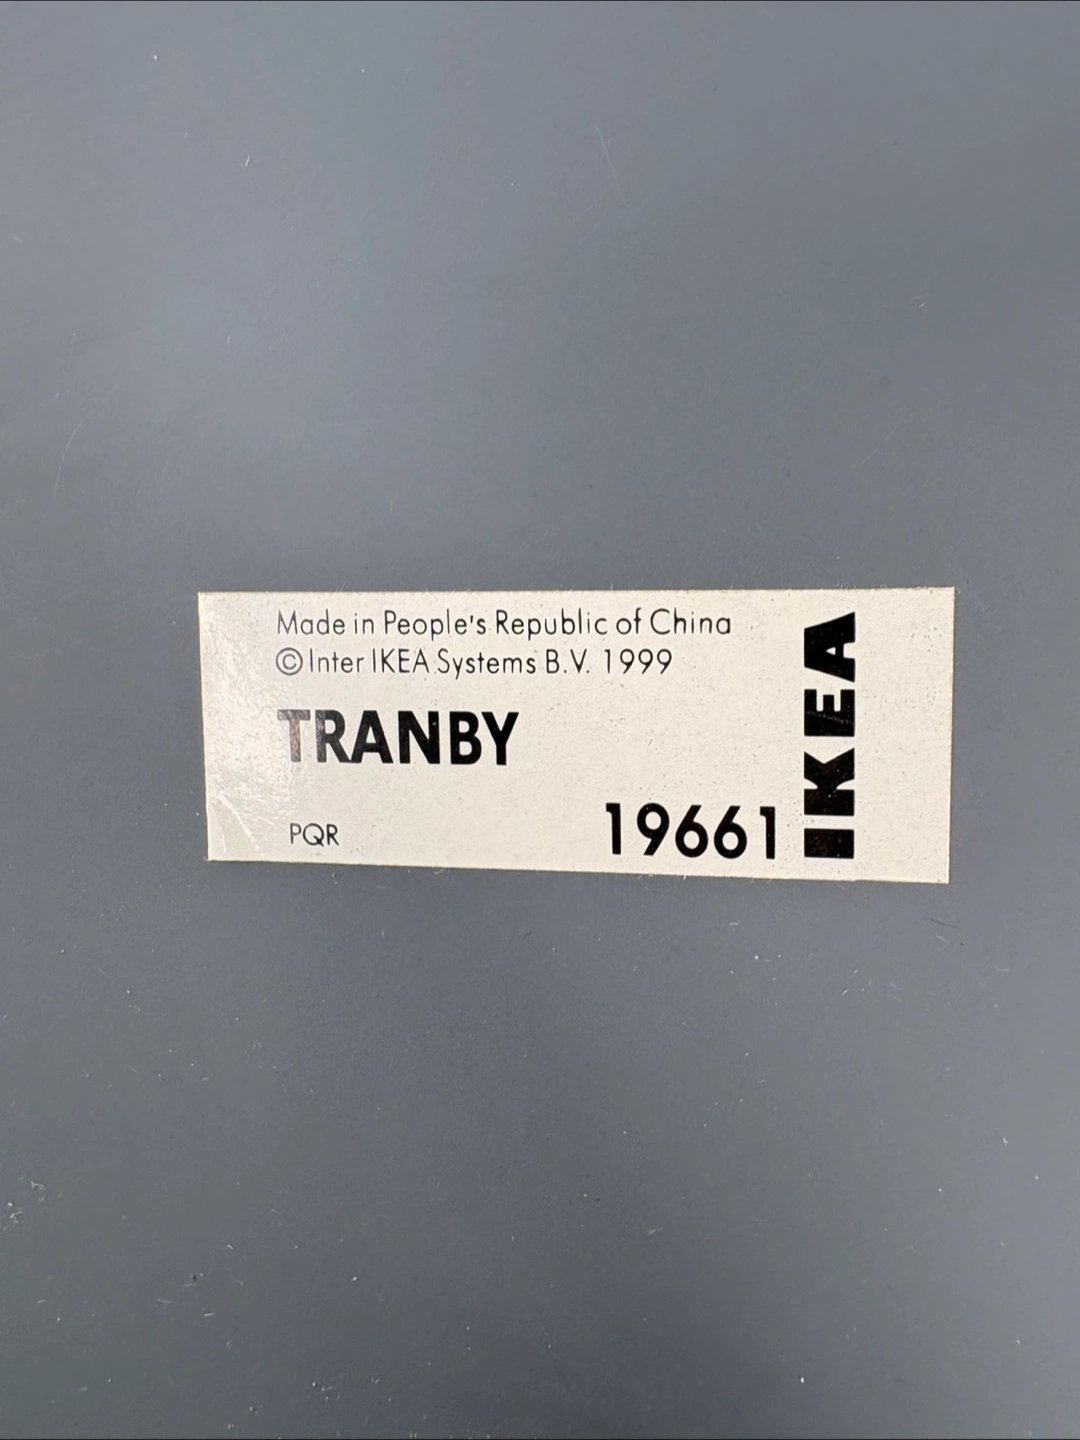 Made in People's Republic of China
© Inter IKEA Systems B.V. 1999
TRANBY
PQR
19661
IKEA